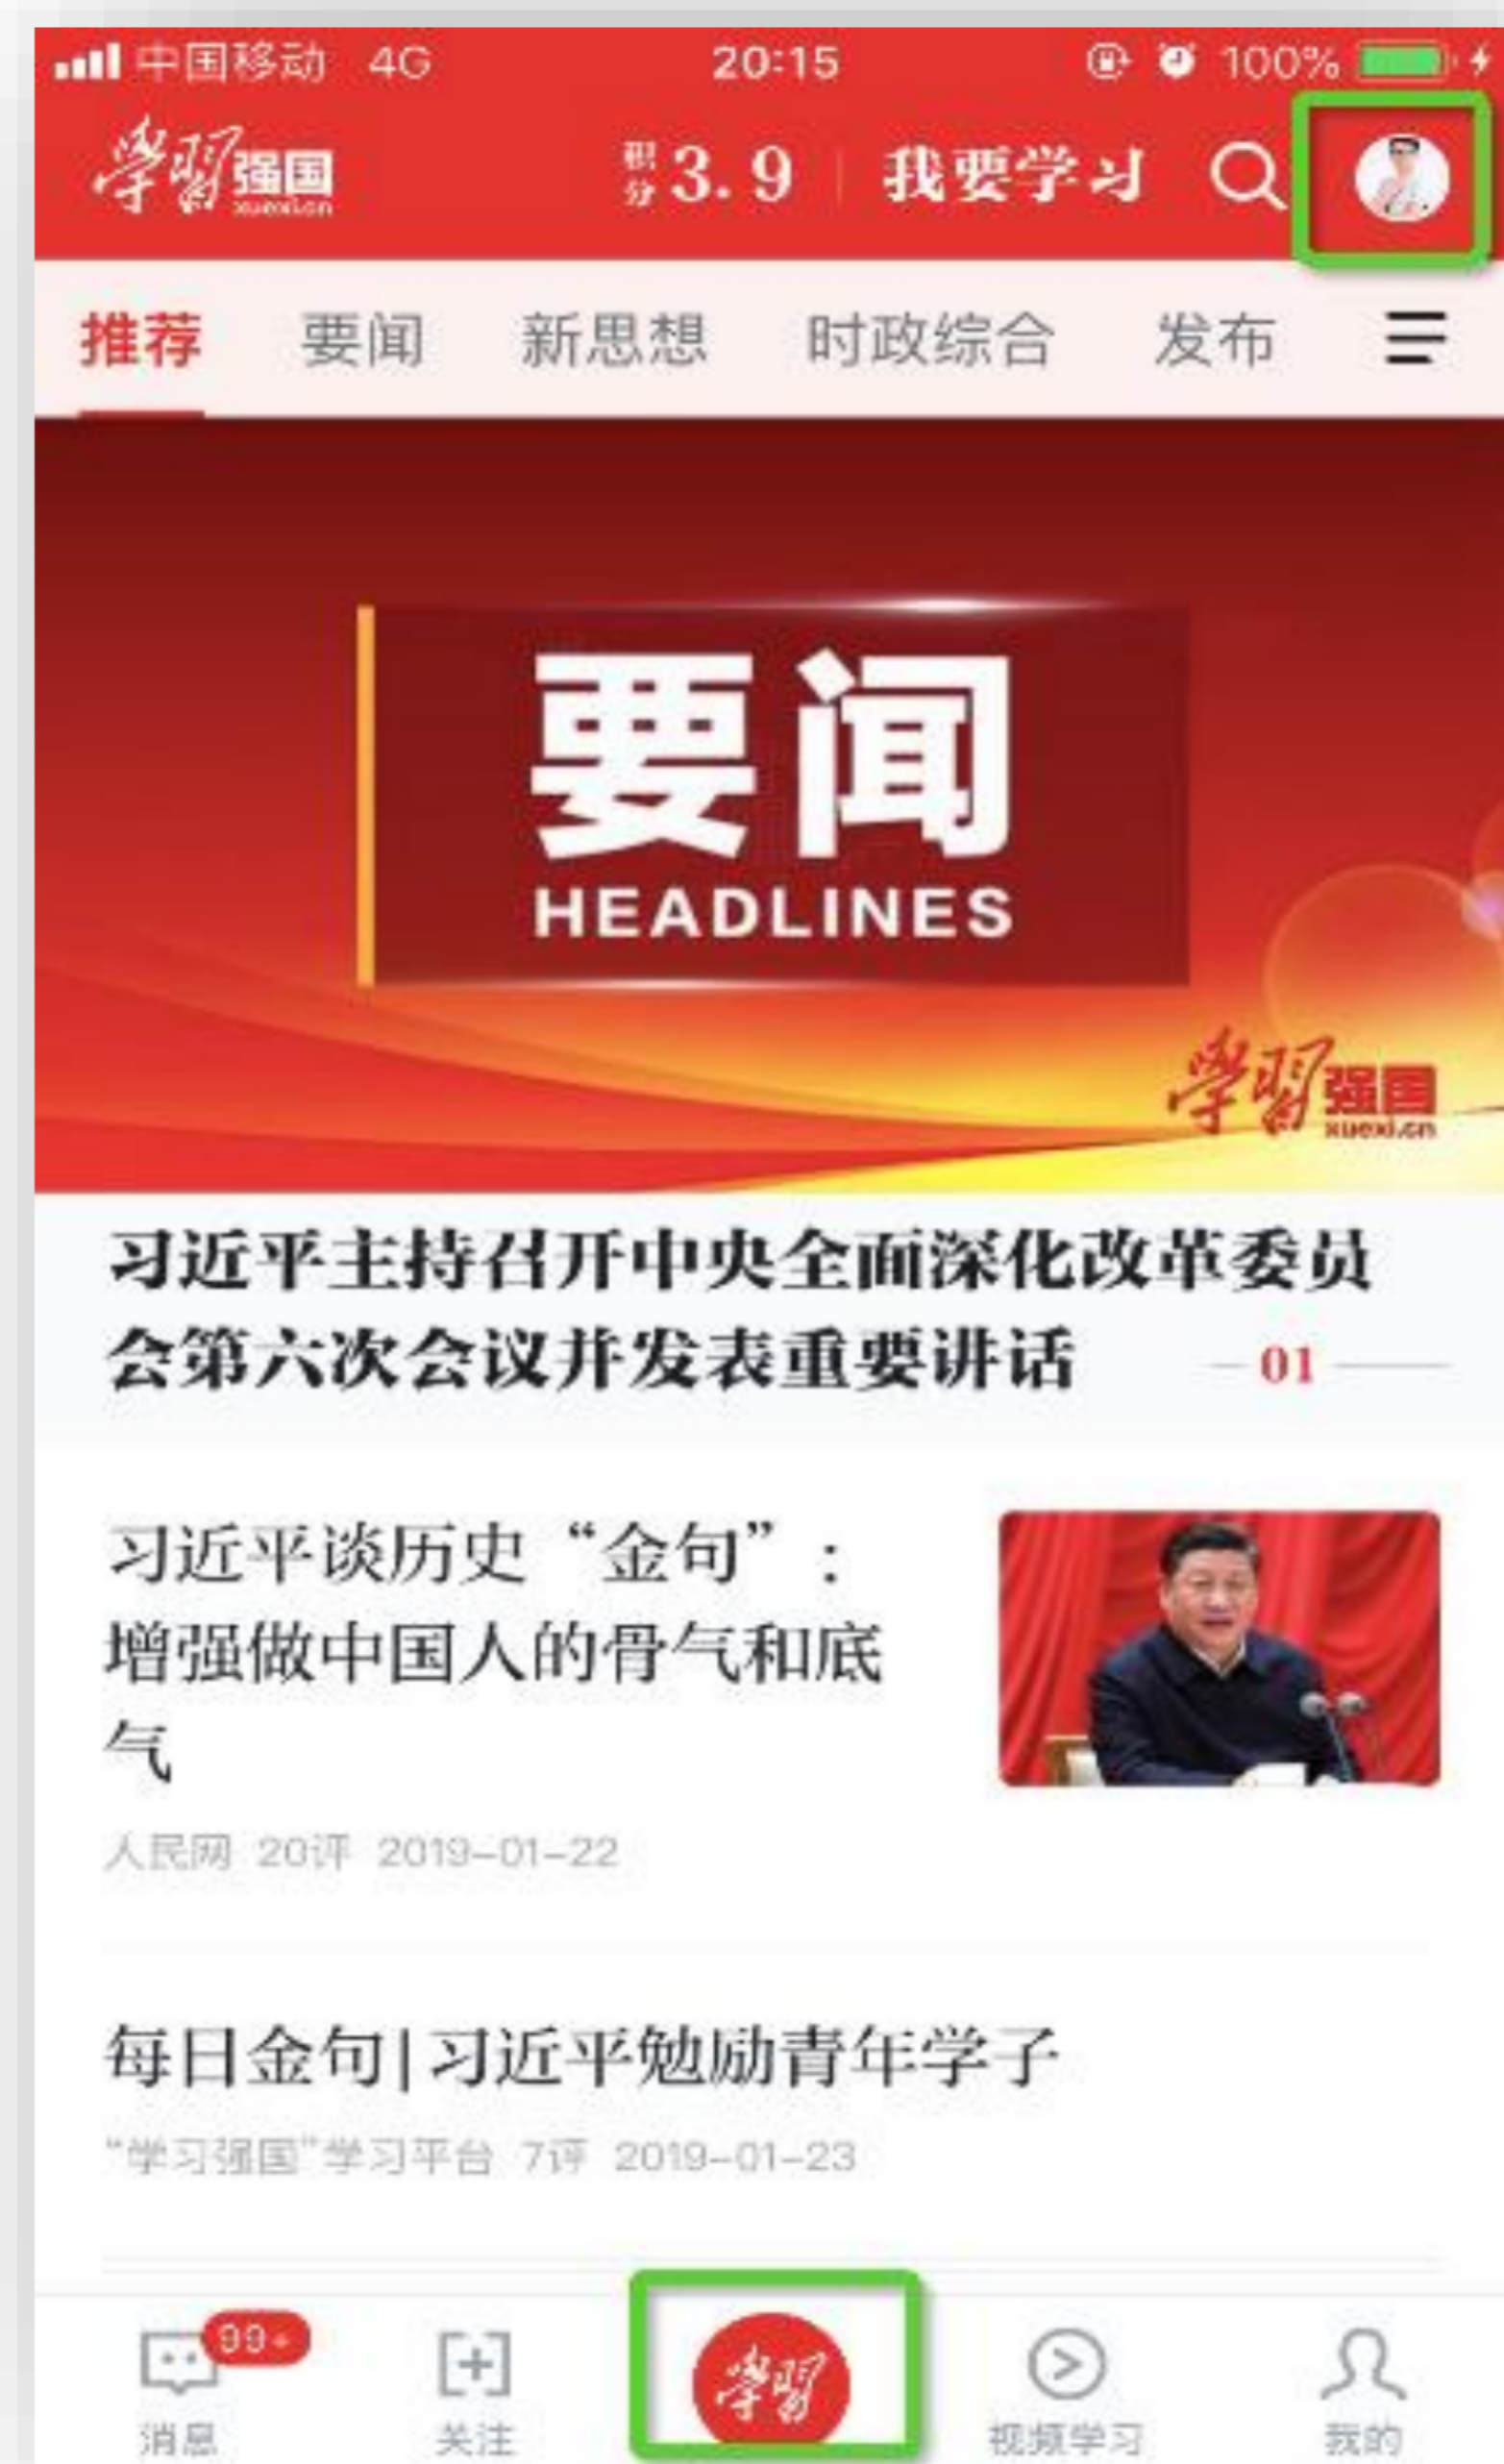 中国移动 4G 20:15 100%
學習强国 积分 3.9 我要学习
xuexi.cn
推荐 要闻 新思想 时政综合 发布
要闻
HEADLINES
學習强国
xuexi.cn
习近平主持召开中央全面深化改革委员
会第六次会议并发表重要讲话 01
习近平谈历史“金句”：
增强做中国人的骨气和底
气
人民网 20评 2019-01-22
每日金句|习近平勉励青年学子
“学习强国”学习平台 7评 2019-01-23
99+
學習
消息 关注 视频学习 我的